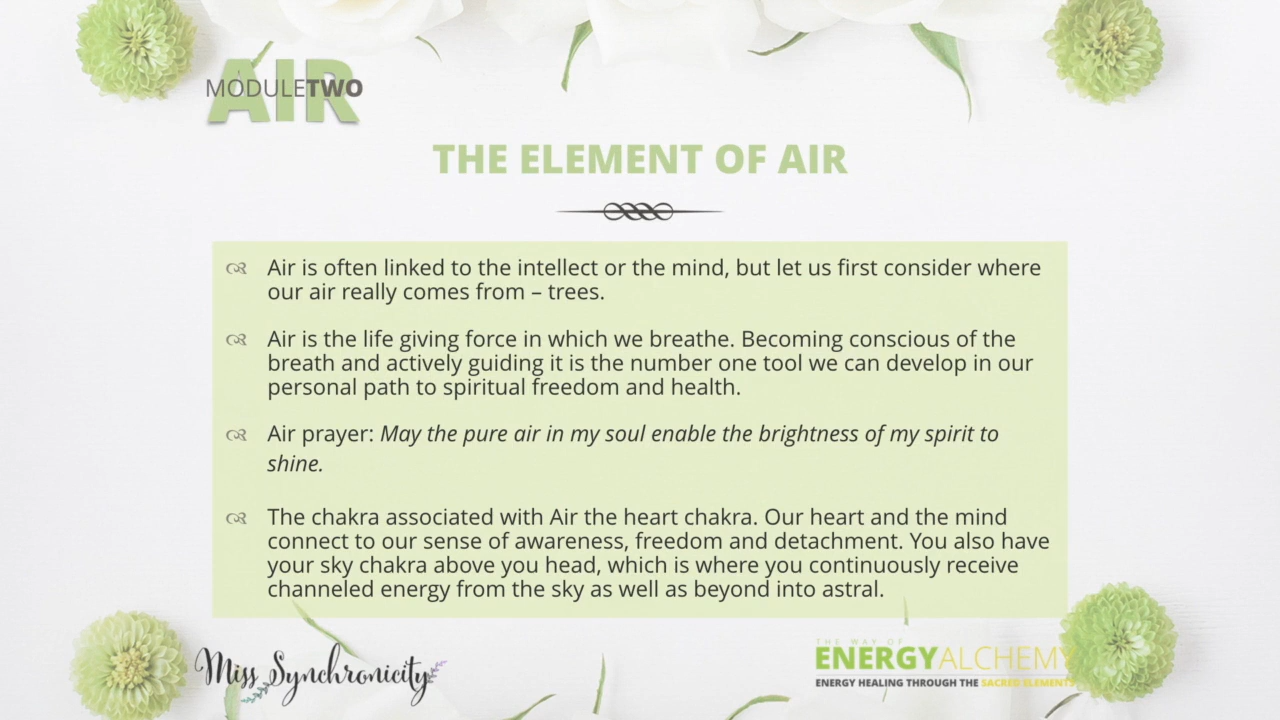 AIR
MODULETWO
THE ELEMENT OF AIR
Air is often linked to the intellect or the mind, but let us first consider where
our air really comes from – trees.
Air is the life giving force in which we breathe. Becoming conscious of the
breath and actively guiding it is the number one tool we can develop in our
personal path to spiritual freedom and health.
Air prayer: May the pure air in my soul enable the brightness of my spirit to
shine.
The chakra associated with Air the heart chakra. Our heart and the mind
connect to our sense of awareness, freedom and detachment. You also have
your sky chakra above you head, which is where you continuously receive
channeled energy from the sky as well as beyond into astral.
Miss Synchronicity
THE WAY OF
ENERGYALCHEMY
ENERGY HEALING THROUGH THE SACRED ELEMENTS